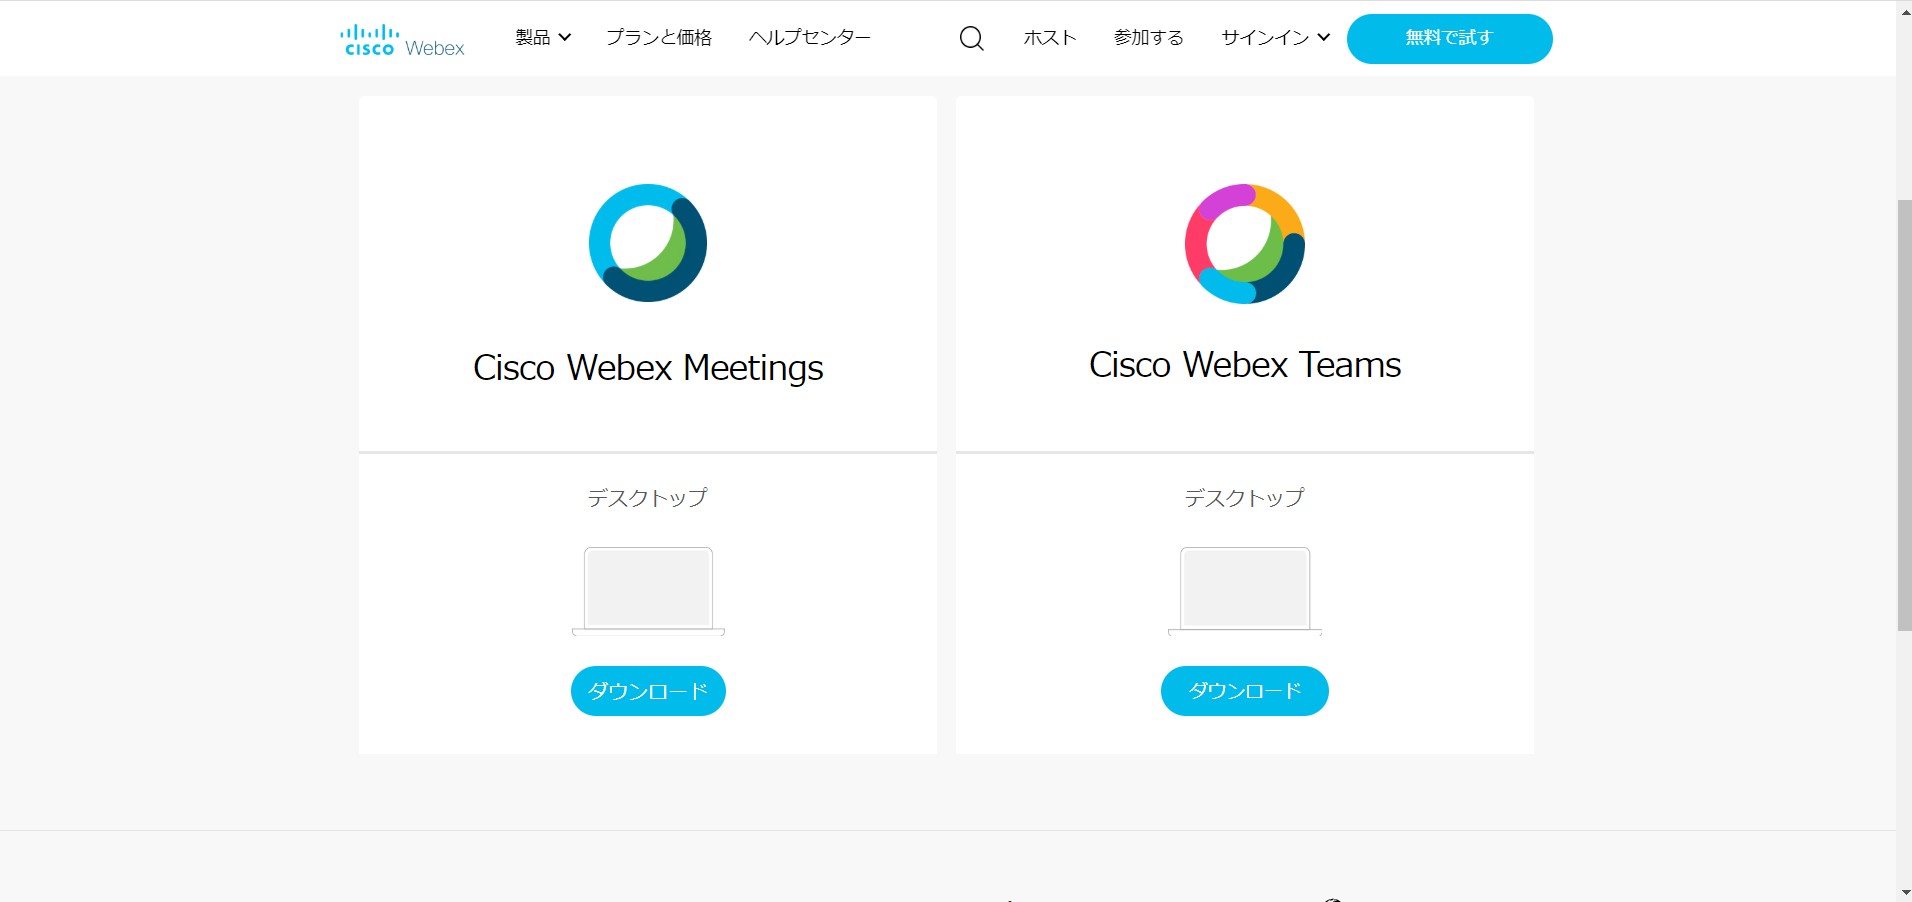 cisco Webex
製品
プランと価格
ヘルプセンター
ホスト
参加する
サインイン
無料で試す
Cisco Webex Meetings
Cisco Webex Teams
デスクトップ
デスクトップ
ダウンロード
ダウンロード